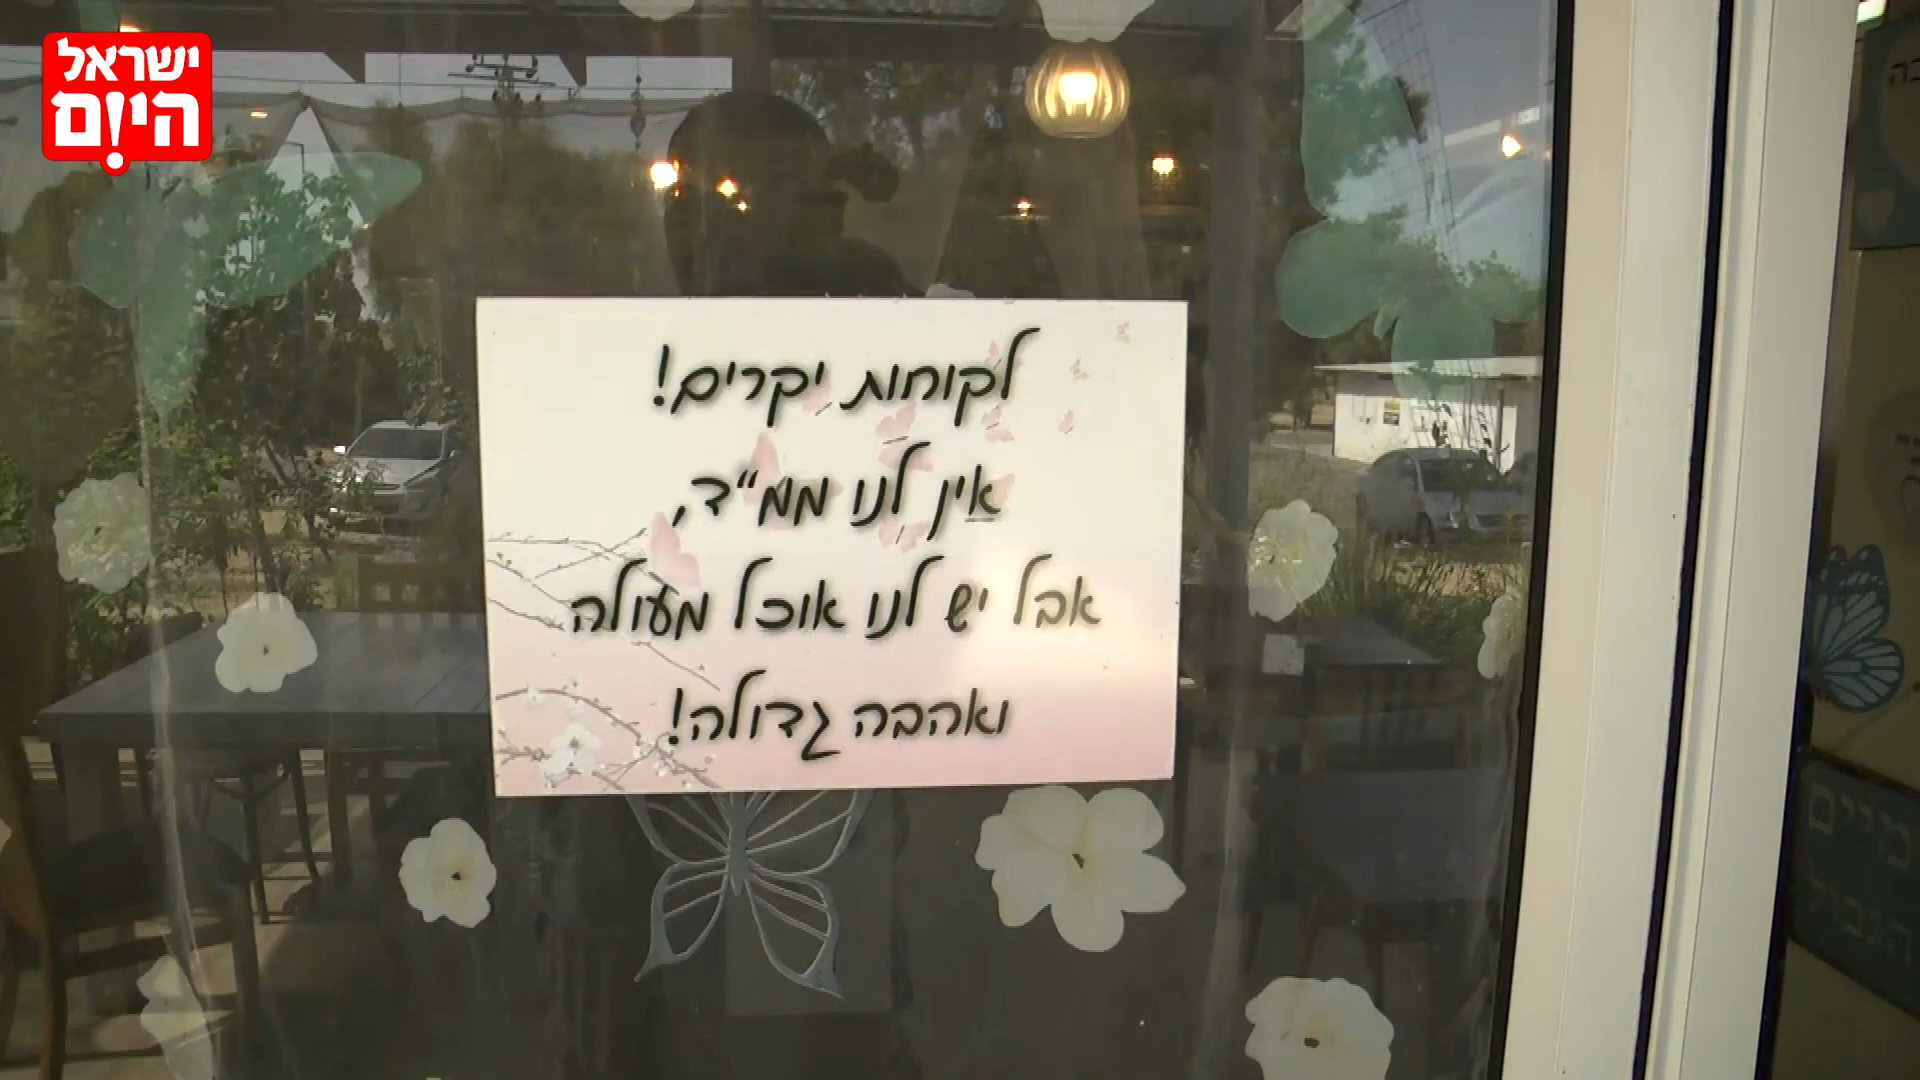 ישראל
היום
לקוחות יקרים!
אין לנו ממ"ד,
אבל יש לנו אוכל מעולה
ואהבה גדולה!